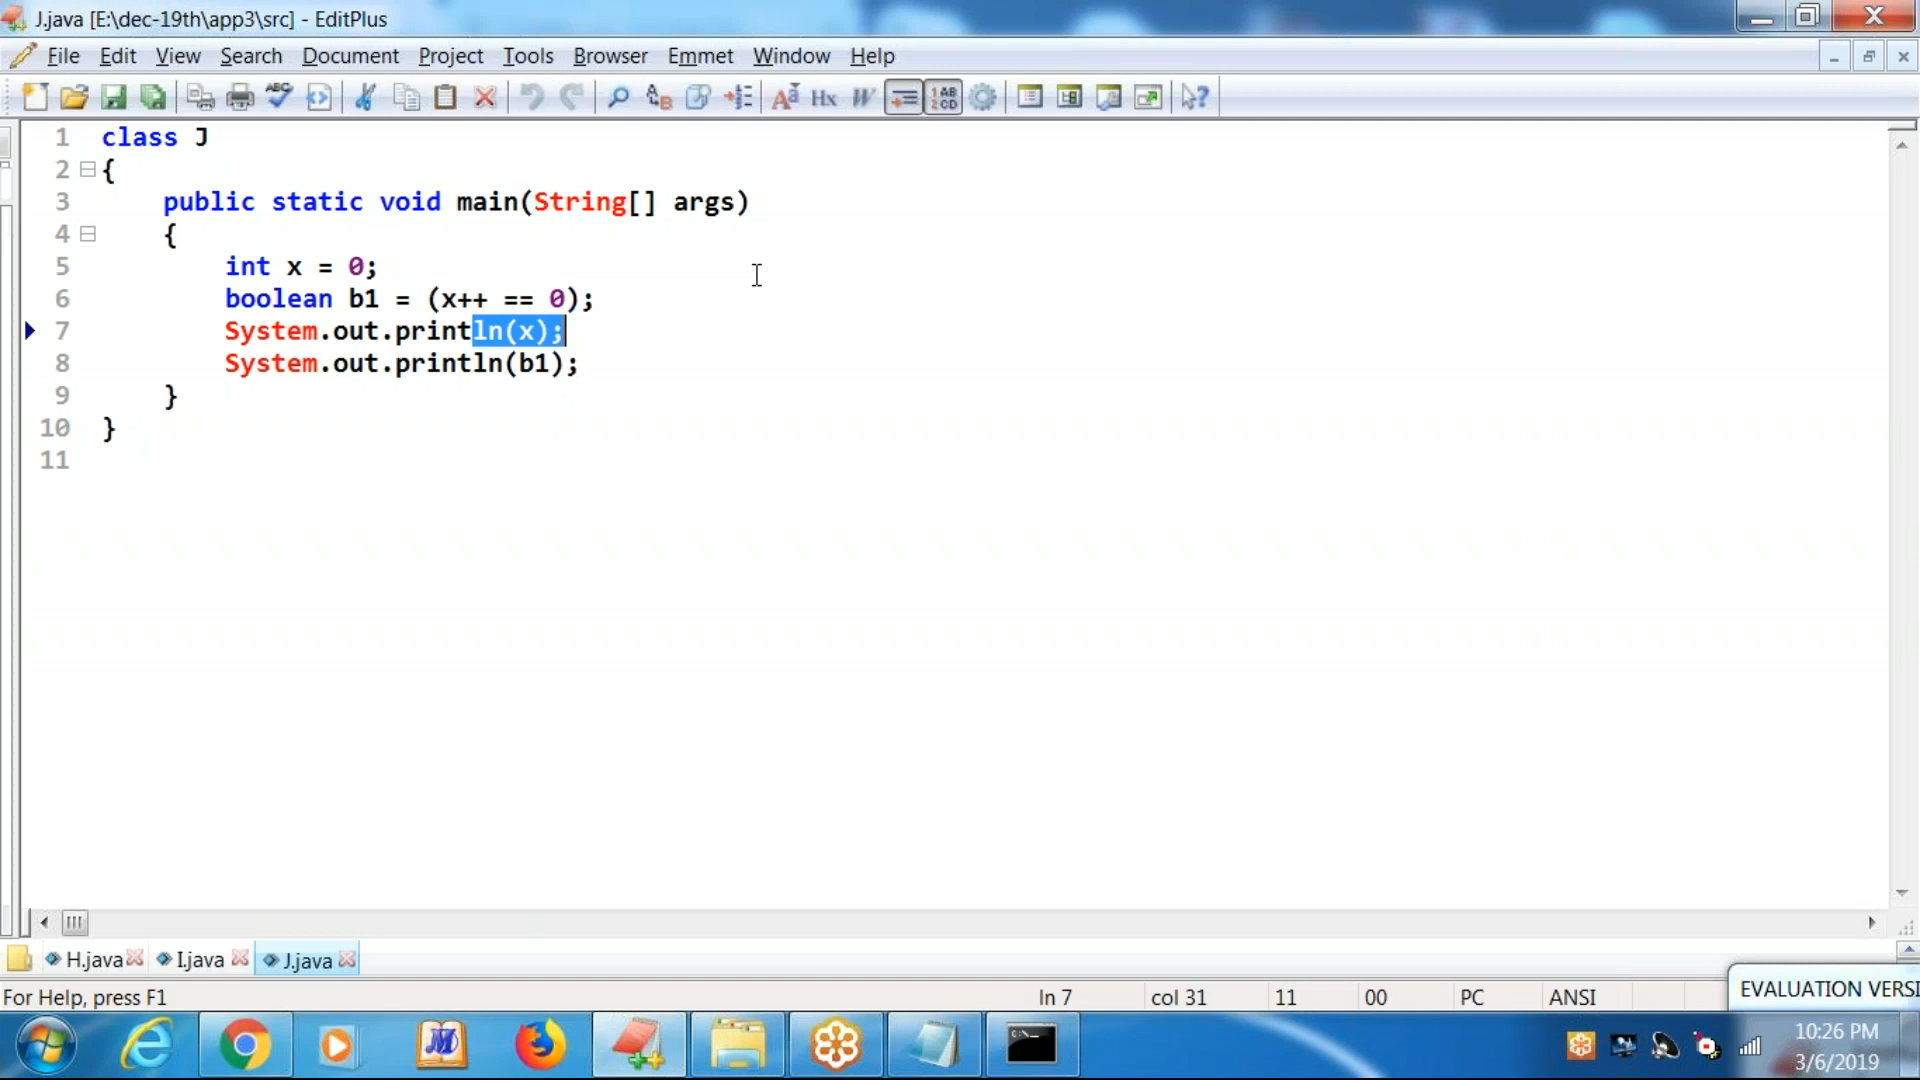 J.java [E:\dec-19th\app3\src] - EditPlus
File Edit View Search Document Project Tools Browser Emmet Window Help
1 class J
2 {
3 public static void main(String[] args)
4 {
5 int x = 0;
6 boolean b1 = (x++ == 0);
7 System.out.println(x);
8 System.out.println(b1);
9 }
10 }
11
H.java I.java J.java
For Help, press F1 ln 7 col 31 11 00 PC ANSI
EVALUATION VERSI
10:26 PM
3/6/2019